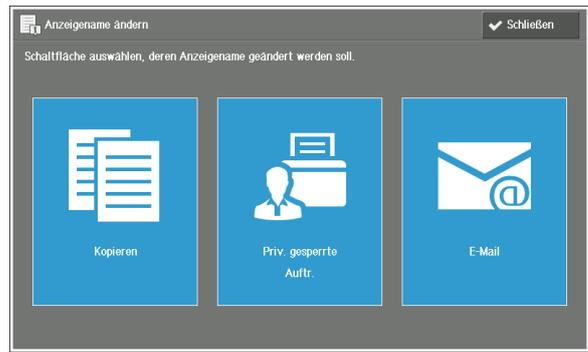 Anzeigename ändern
Schließen
Schaltfläche auswählen, deren Anzeigename geändert werden soll.
Kopieren
Priv. gesperrte
Auftr.
E-Mail